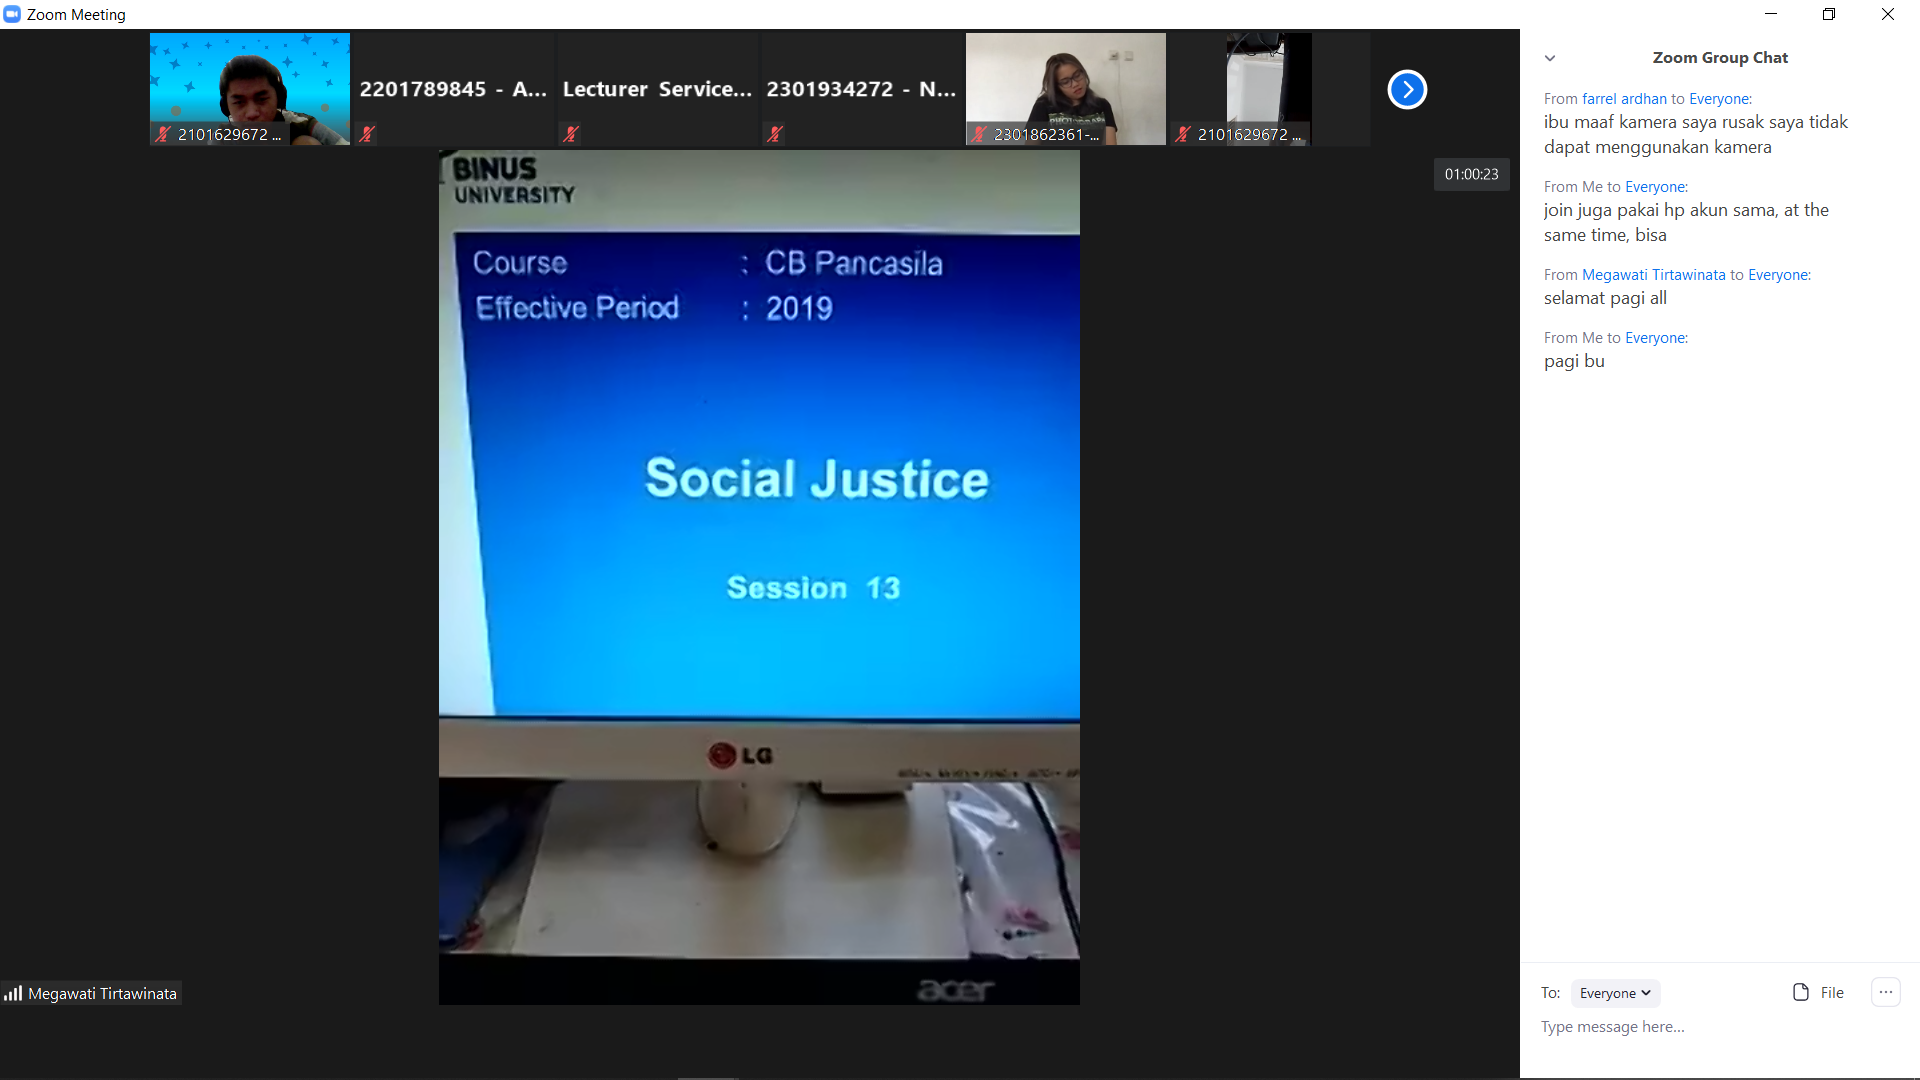 Zoom Meeting
2101629672 ...
2201789845 - A...
Lecturer Service...
2301934272 - N...
2301862361-...
2101629672 ...
01:00:23
BINUS
UNIVERSITY
Course : CB Pancasila
Effective Period : 2019
Social Justice
Session 13
LG
acer
Megawati Tirtawinata
Zoom Group Chat
From farrel ardhan to Everyone:
ibu maaf kamera saya rusak saya tidak
dapat menggunakan kamera
From Me to Everyone:
join juga pakai hp akun sama, at the
same time, bisa
From Megawati Tirtawinata to Everyone:
selamat pagi all
From Me to Everyone:
pagi bu
To: Everyone
File
Type message here...